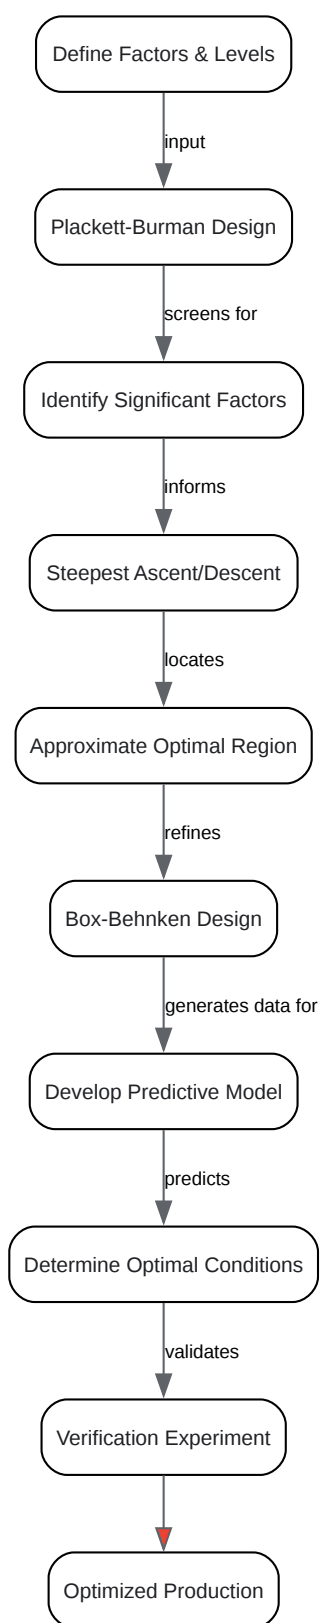 Define Factors & Levels
input
Plackett-Burman Design
screens for
Identify Significant Factors
informs
Steepest Ascent/Descent
locates
Approximate Optimal Region
refines
Box-Behnken Design
generates data for
Develop Predictive Model
predicts
Determine Optimal Conditions
validates
Verification Experiment
Optimized Production